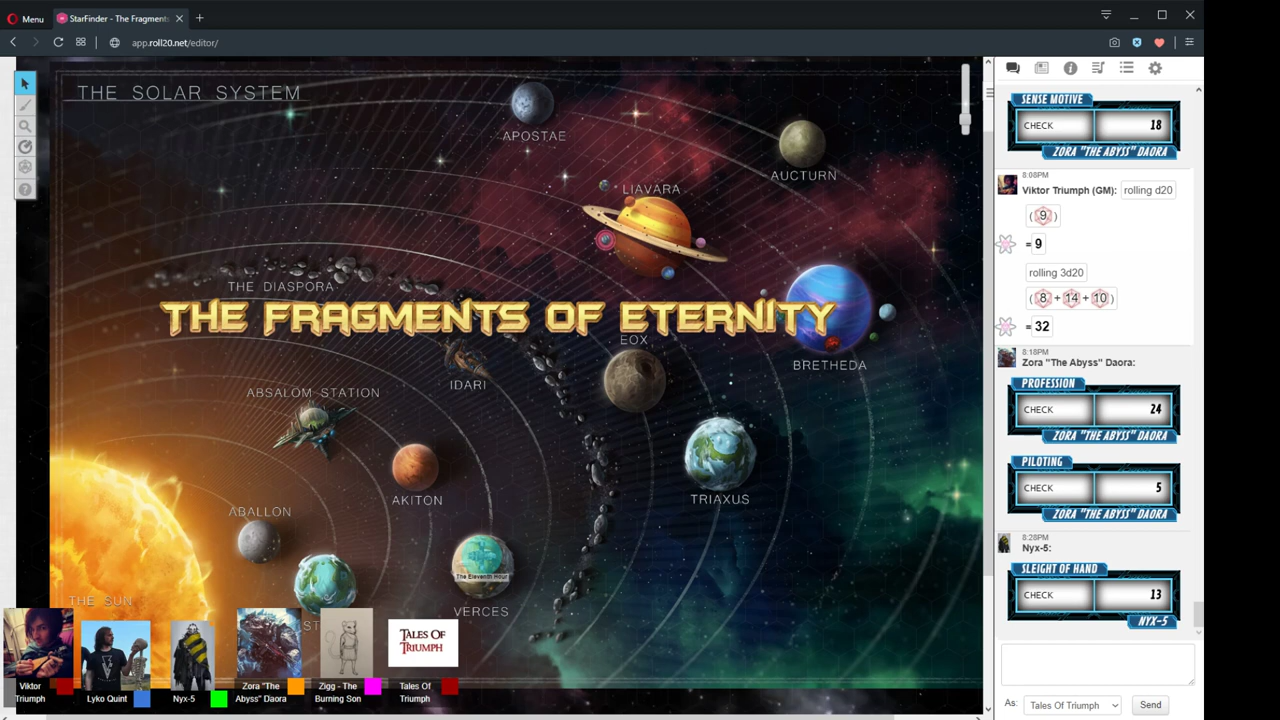 Menu
StarFinder - The Fragments
app.roll20.net/editor/
THE SOLAR SYSTEM
APOSTAE
AUCTURN
LIAVARA
THE DIASPORA
THE FRAGMENTS OF ETERNITY
EOX
BRETHEDA
IDARI
ABSALOM STATION
AKITON
TRIAXUS
ABALLON
The Eleventh Hour
VERCES
THE SUN
ST
TALES OF
TRIUMPH
Viktor
Triumph
Lyko Quint
Nyx-5
Zora "The
Abyss" Daora
Zigg - The
Burning Son
Tales Of
Triumph
SENSE MOTIVE
CHECK 18
ZORA "THE ABYSS" DAORA
8:08PM
Viktor Triumph (GM): rolling d20
(9)
= 9
rolling 3d20
(8+14+10)
= 32
8:18PM
Zora "The Abyss" Daora:
PROFESSION
CHECK 24
ZORA "THE ABYSS" DAORA
PILOTING
CHECK 5
ZORA "THE ABYSS" DAORA
8:28PM
Nyx-5:
SLEIGHT OF HAND
CHECK 13
NYX-5
As: Tales Of Triumph Send